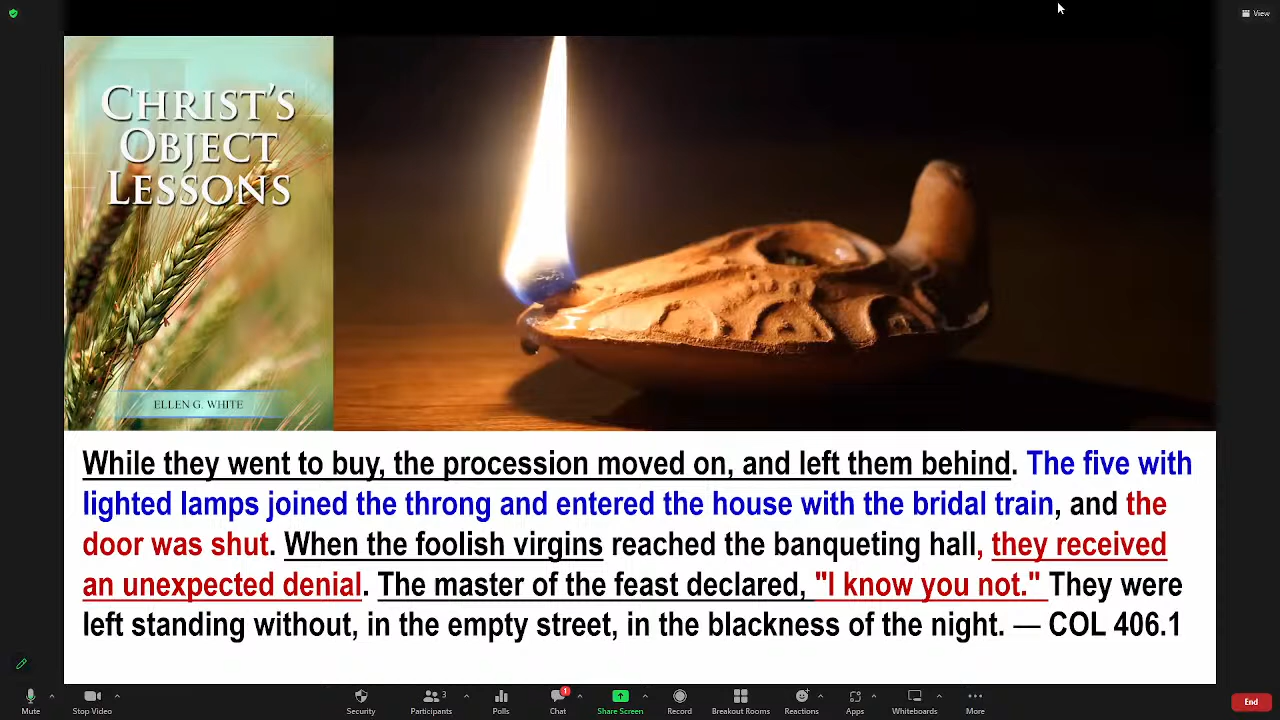 View
CHRIST'S
OBJECT
LESSONS
ELLEN G. WHITE
While they went to buy, the procession moved on, and left them behind. The five with
lighted lamps joined the throng and entered the house with the bridal train, and the
door was shut. When the foolish virgins reached the banqueting hall, they received
an unexpected denial. The master of the feast declared, "I know you not." They were
left standing without, in the empty street, in the blackness of the night. — COL 406.1
Mute
Stop Video
Security
Participants 3
Polls
Chat 1
Share Screen
Record
Breakout Rooms
Reactions
Apps
Whiteboards
More
End